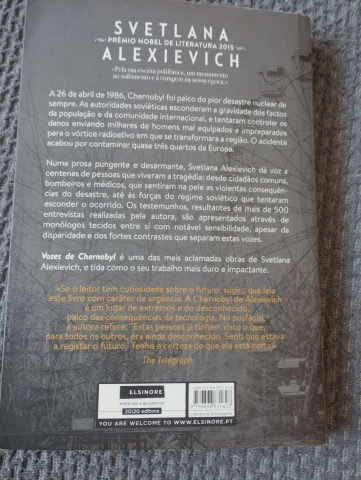 SVETLANA
PRÉMIO NOBEL DE LITERATURA 2015
ALEXIEVICH
«Pela sua escrita polifónica, um monumento
ao sofrimento e à coragem na nossa época.»
A 26 de abril de 1986, Chernobyl foi palco do pior desastre nuclear de
sempre. As autoridades soviéticas esconderam a gravidade dos factos
da população e da comunidade internacional, e tentaram controlar os
danos enviando milhares de homens mal equipados e impreparados
para o vórtice radioativo em que se transformara a região. O acidente
acabou por contaminar quase três quartos da Europa.
Numa prosa pungente e desarmante, Svetlana Alexievich dá voz a
centenas de pessoas que viveram a tragédia: desde cidadãos comuns,
bombeiros e médicos, que sentiram na pele as violentas consequên-
cias do desastre, até às forças do regime soviético que tentaram
esconder o ocorrido. Os testemunhos, resultantes de mais de 500
entrevistas realizadas pela autora, são apresentados através de
monólogos tecidos entre si com notável sensibilidade, apesar da
disparidade e dos fortes contrastes que separam estas vozes.
Vozes de Chernobyl é uma das mais aclamadas obras de Svetlana
Alexievich, e tida como o seu trabalho mais duro e impactante.
«Se o leitor tem curiosidade sobre o futuro, sugiro que leia
este livro com caráter de urgência. A Chernobyl de Alexievich
é um lugar de extremos e do desconhecido,
palco das consequências da tecnologia. No posfácio,
a autora refere: "Estas pessoas já tinham visto o que,
para todos os outros, era ainda desconhecido. Senti que estava
a registar o futuro." Tenho a certeza de que ela está certa.»
The Telegraph
ELSINORE
20|20 editora
Literatura Estrangeira
YOU ARE WELCOME TO WWW.ELSINORE.PT